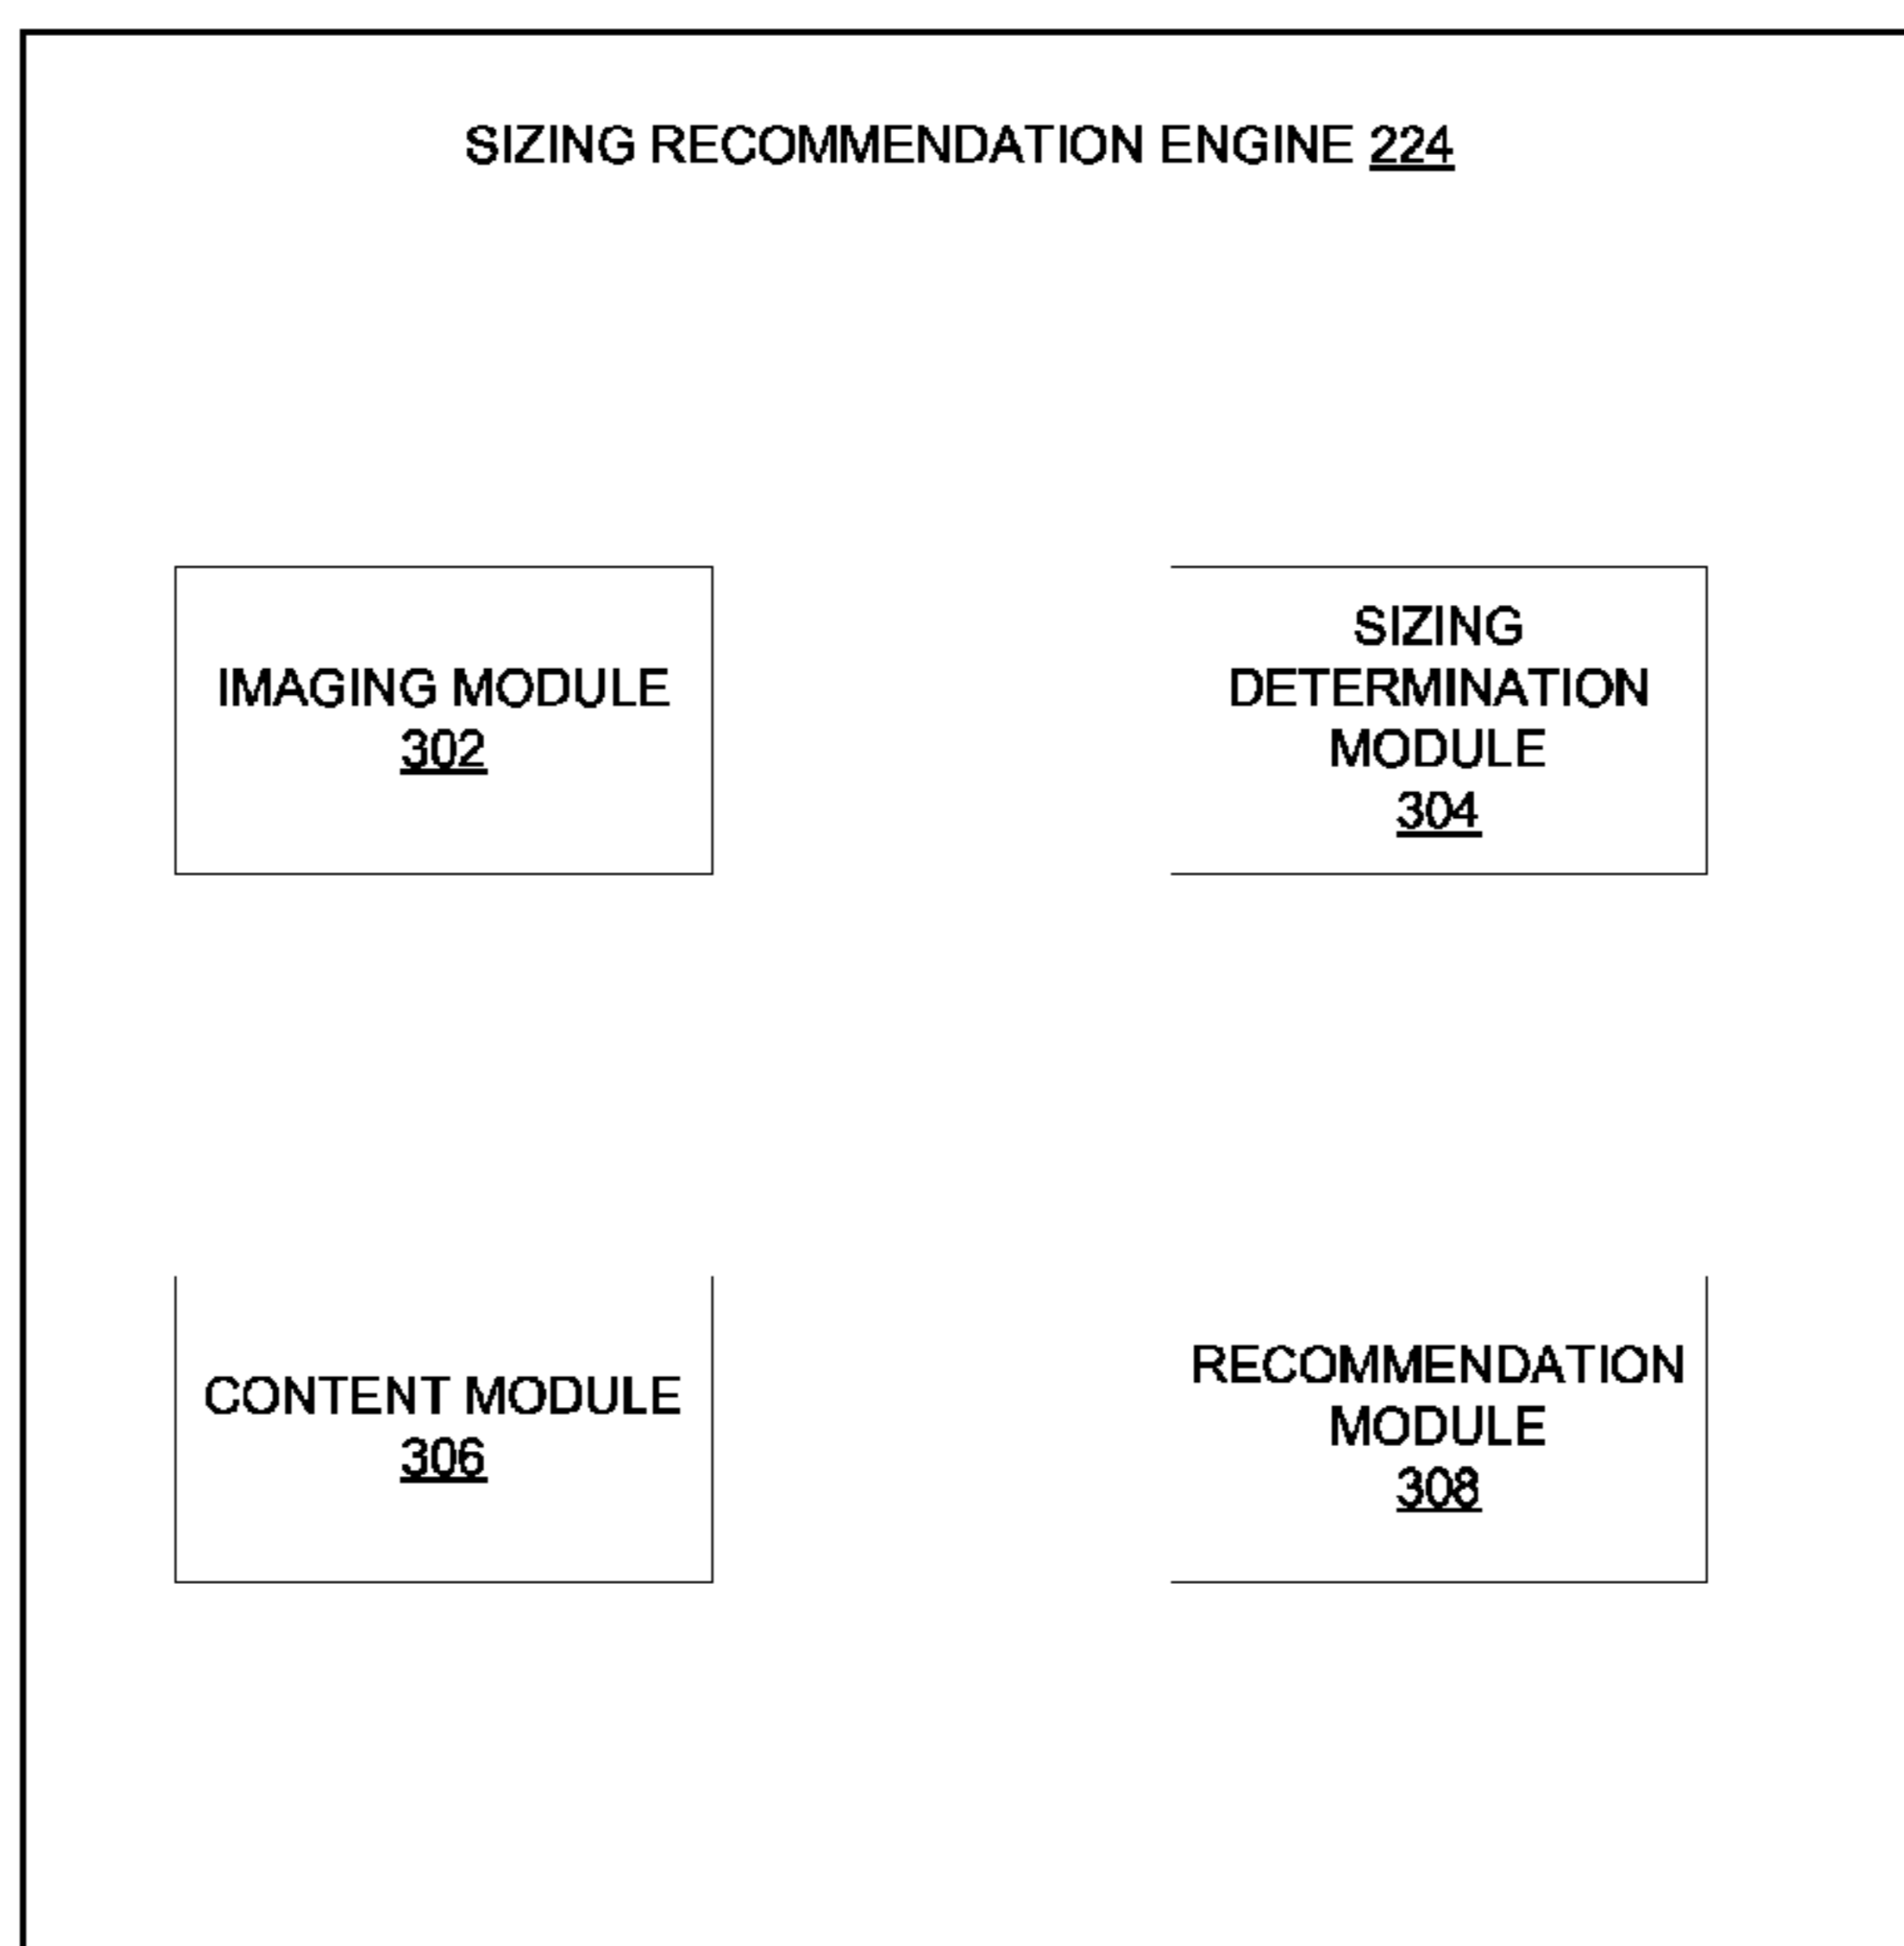 SIZING RECOMMENDATION ENGINE 224
IMAGING MODULE
302
SIZING
DETERMINATION
MODULE
304
CONTENT MODULE
306
RECOMMENDATION
MODULE
308